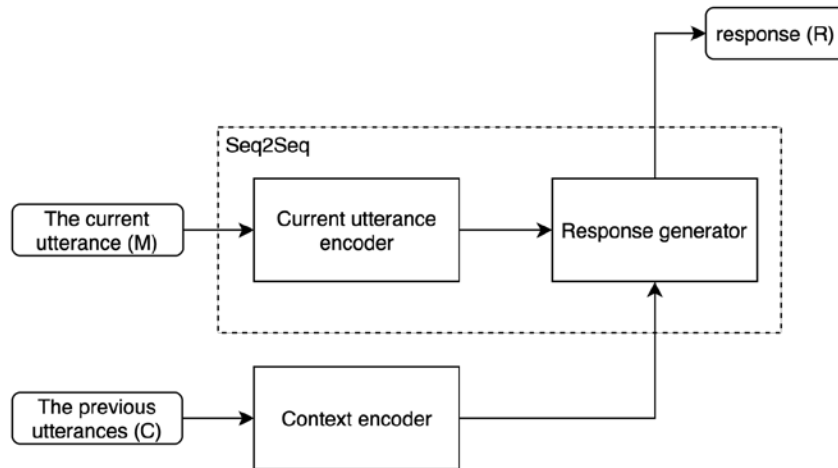 response (R)
Seq2Seq
The current
utterance (M)
Current utterance
encoder
Response generator
The previous
utterances (C)
Context encoder